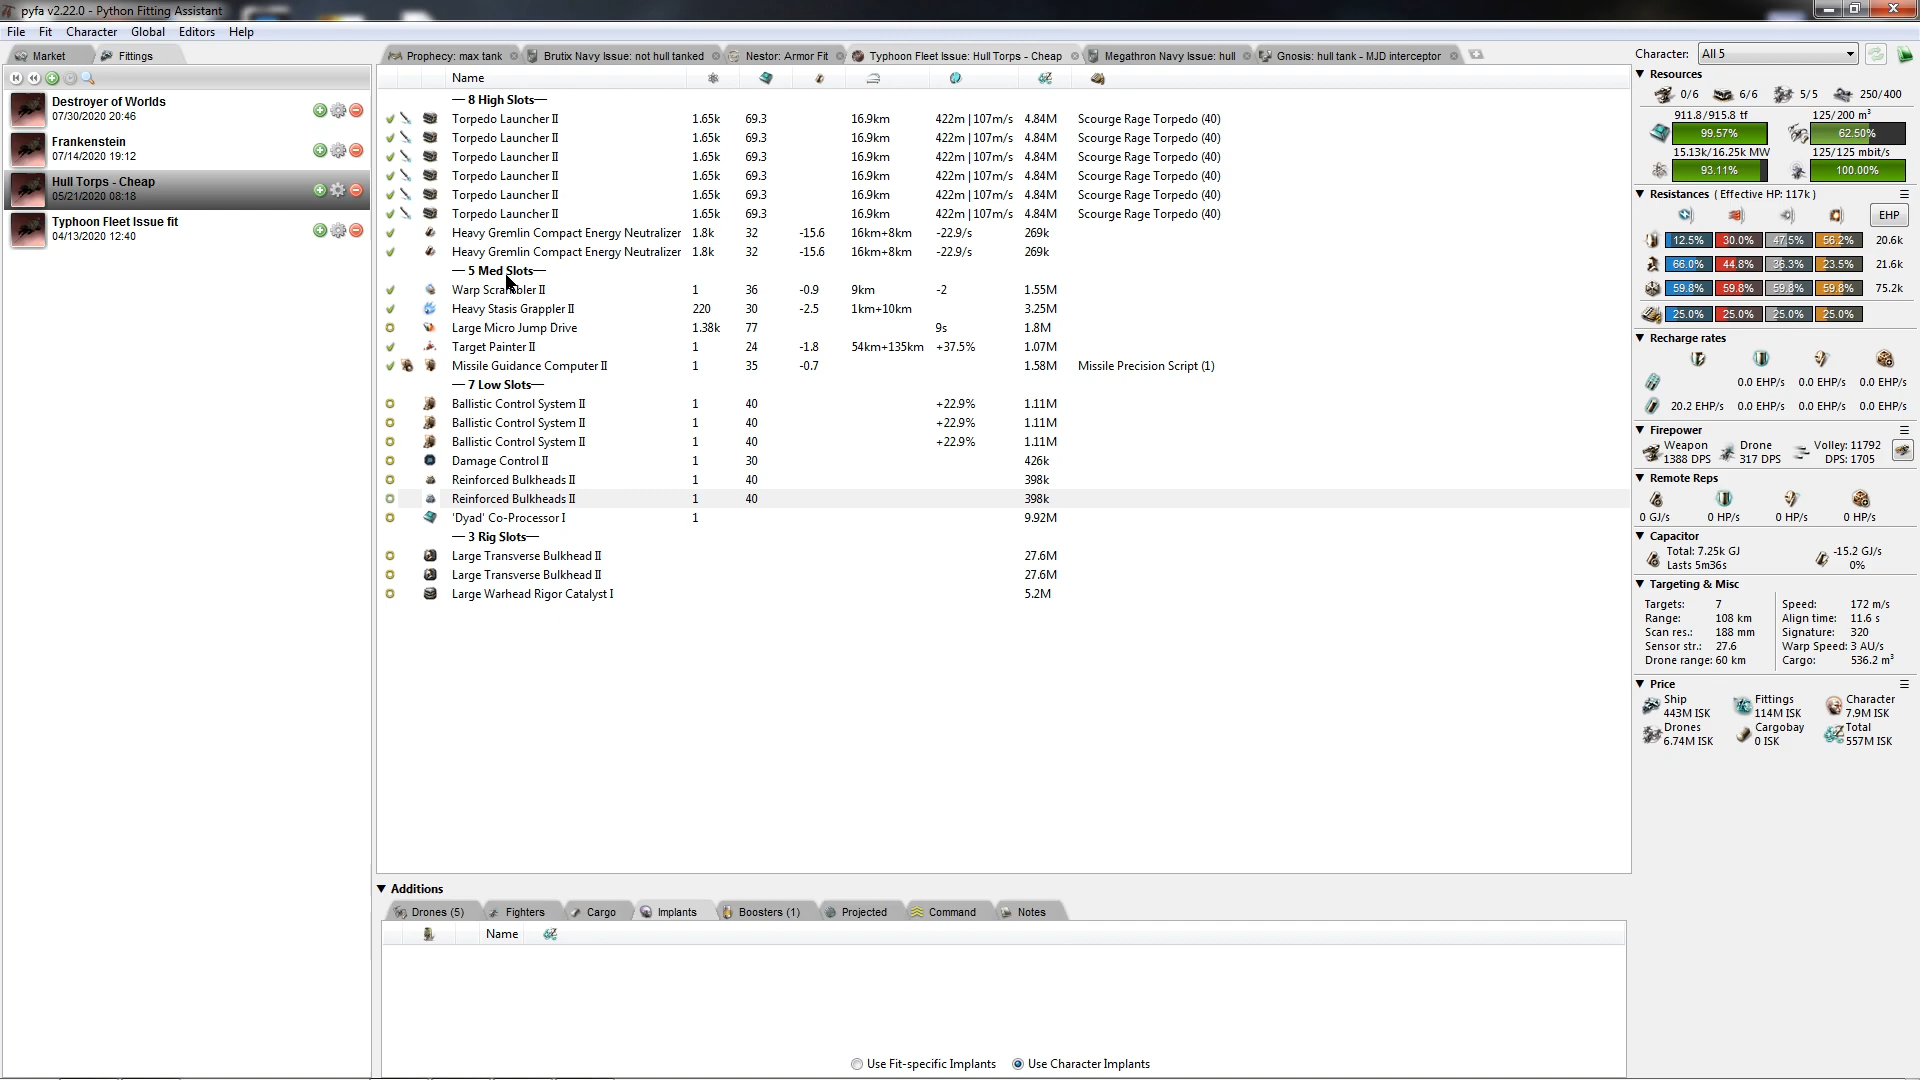 pyfa v2.22.0 - Python Fitting Assistant
File Fit Character Global Editors Help
Market Fittings
Prophecy: max tank Brutix Navy Issue: not hull tanked Nestor: Armor Fit Typhoon Fleet Issue: Hull Torps - Cheap Megathron Navy Issue: hull Gnosis: hull tank - MJD interceptor
Character: All 5
Destroyer of Worlds
07/30/2020 20:46
Frankenstein
07/14/2020 19:12
Hull Torps - Cheap
05/21/2020 08:18
Typhoon Fleet Issue fit
04/13/2020 12:40
Name
— 8 High Slots—
Torpedo Launcher II 1.65k 69.3 16.9km 422m | 107m/s 4.84M Scourge Rage Torpedo (40)
Torpedo Launcher II 1.65k 69.3 16.9km 422m | 107m/s 4.84M Scourge Rage Torpedo (40)
Torpedo Launcher II 1.65k 69.3 16.9km 422m | 107m/s 4.84M Scourge Rage Torpedo (40)
Torpedo Launcher II 1.65k 69.3 16.9km 422m | 107m/s 4.84M Scourge Rage Torpedo (40)
Torpedo Launcher II 1.65k 69.3 16.9km 422m | 107m/s 4.84M Scourge Rage Torpedo (40)
Torpedo Launcher II 1.65k 69.3 16.9km 422m | 107m/s 4.84M Scourge Rage Torpedo (40)
Heavy Gremlin Compact Energy Neutralizer 1.8k 32 -15.6 16km+8km -22.9/s 269k
Heavy Gremlin Compact Energy Neutralizer 1.8k 32 -15.6 16km+8km -22.9/s 269k
— 5 Med Slots—
Warp Scrambler II 1 36 -0.9 9km -2 1.55M
Heavy Stasis Grappler II 220 30 -2.5 1km+10km 3.25M
Large Micro Jump Drive 1.38k 77 9s 1.8M
Target Painter II 1 24 -1.8 54km+135km +37.5% 1.07M
Missile Guidance Computer II 1 35 -0.7 1.58M Missile Precision Script (1)
— 7 Low Slots—
Ballistic Control System II 1 40 +22.9% 1.11M
Ballistic Control System II 1 40 +22.9% 1.11M
Ballistic Control System II 1 40 +22.9% 1.11M
Damage Control II 1 30 426k
Reinforced Bulkheads II 1 40 398k
Reinforced Bulkheads II 1 40 398k
'Dyad' Co-Processor I 1 9.92M
— 3 Rig Slots—
Large Transverse Bulkhead II 27.6M
Large Transverse Bulkhead II 27.6M
Large Warhead Rigor Catalyst I 5.2M
Resources
0/6 6/6 5/5 250/400
911.8/915.8 tf 125/200 m³
99.57% 62.50%
15.13k/16.25k MW 125/125 mbit/s
93.11% 100.00%
Resistances ( Effective HP: 117k )
EHP
12.5% 30.0% 47.5% 56.2% 20.6k
66.0% 44.8% 36.3% 23.5% 21.6k
59.8% 59.8% 59.8% 59.8% 75.2k
25.0% 25.0% 25.0% 25.0%
Recharge rates
0.0 EHP/s 0.0 EHP/s 0.0 EHP/s
20.2 EHP/s 0.0 EHP/s 0.0 EHP/s 0.0 EHP/s
Firepower
Weapon Drone Volley: 11792
1388 DPS 317 DPS DPS: 1705
Remote Reps
0 GJ/s 0 HP/s 0 HP/s 0 HP/s
Capacitor
Total: 7.25k GJ -15.2 GJ/s
Lasts 5m36s 0%
Targeting & Misc
Targets: 7 Speed: 172 m/s
Range: 108 km Align time: 11.6 s
Scan res.: 188 mm Signature: 320
Sensor str.: 27.6 Warp Speed: 3 AU/s
Drone range: 60 km Cargo: 536.2 m³
Price
Ship Fittings Character
443M ISK 114M ISK 7.9M ISK
Drones Cargobay Total
6.74M ISK 0 ISK 557M ISK
Additions
Drones (5) Fighters Cargo Implants Boosters (1) Projected Command Notes
Name
Use Fit-specific Implants Use Character Implants